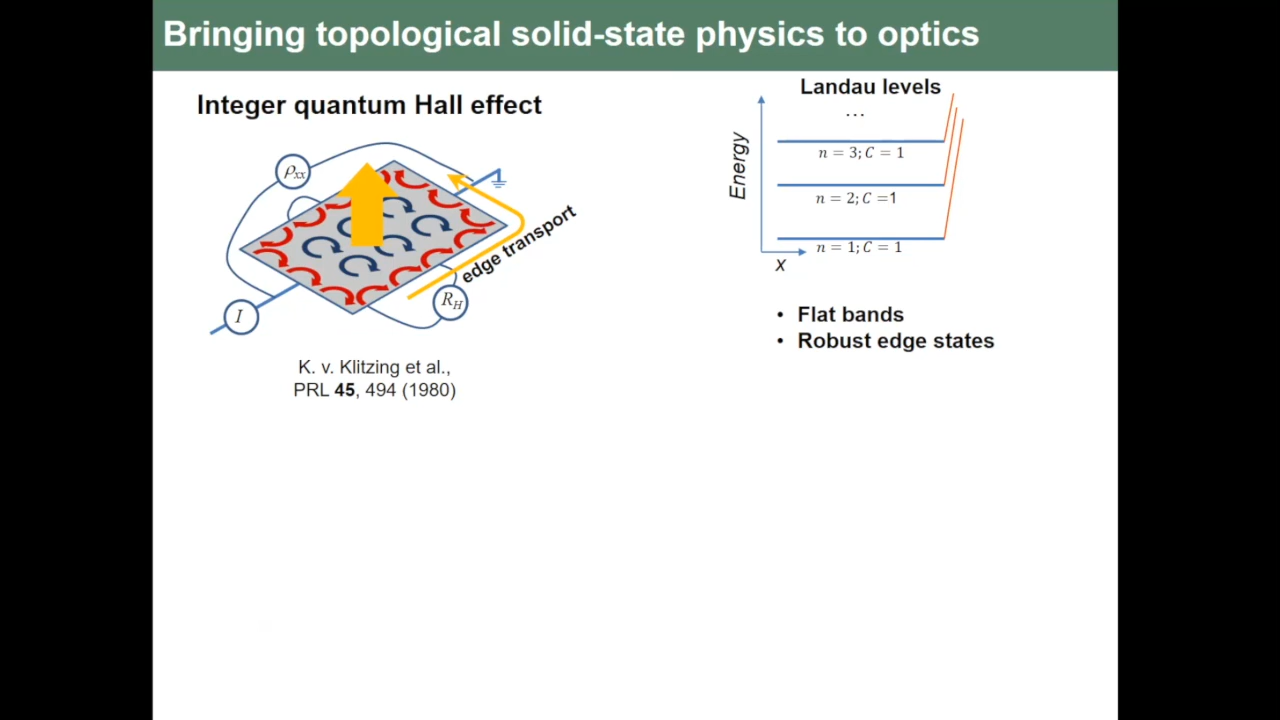 Bringing topological solid-state physics to optics
Integer quantum Hall effect
ρxx
edge transport
I
RH
K. v. Klitzing et al.,
PRL 45, 494 (1980)
Landau levels
...
Energy
n = 3; C = 1
n = 2; C =1
n = 1; C = 1
x
• Flat bands
• Robust edge states